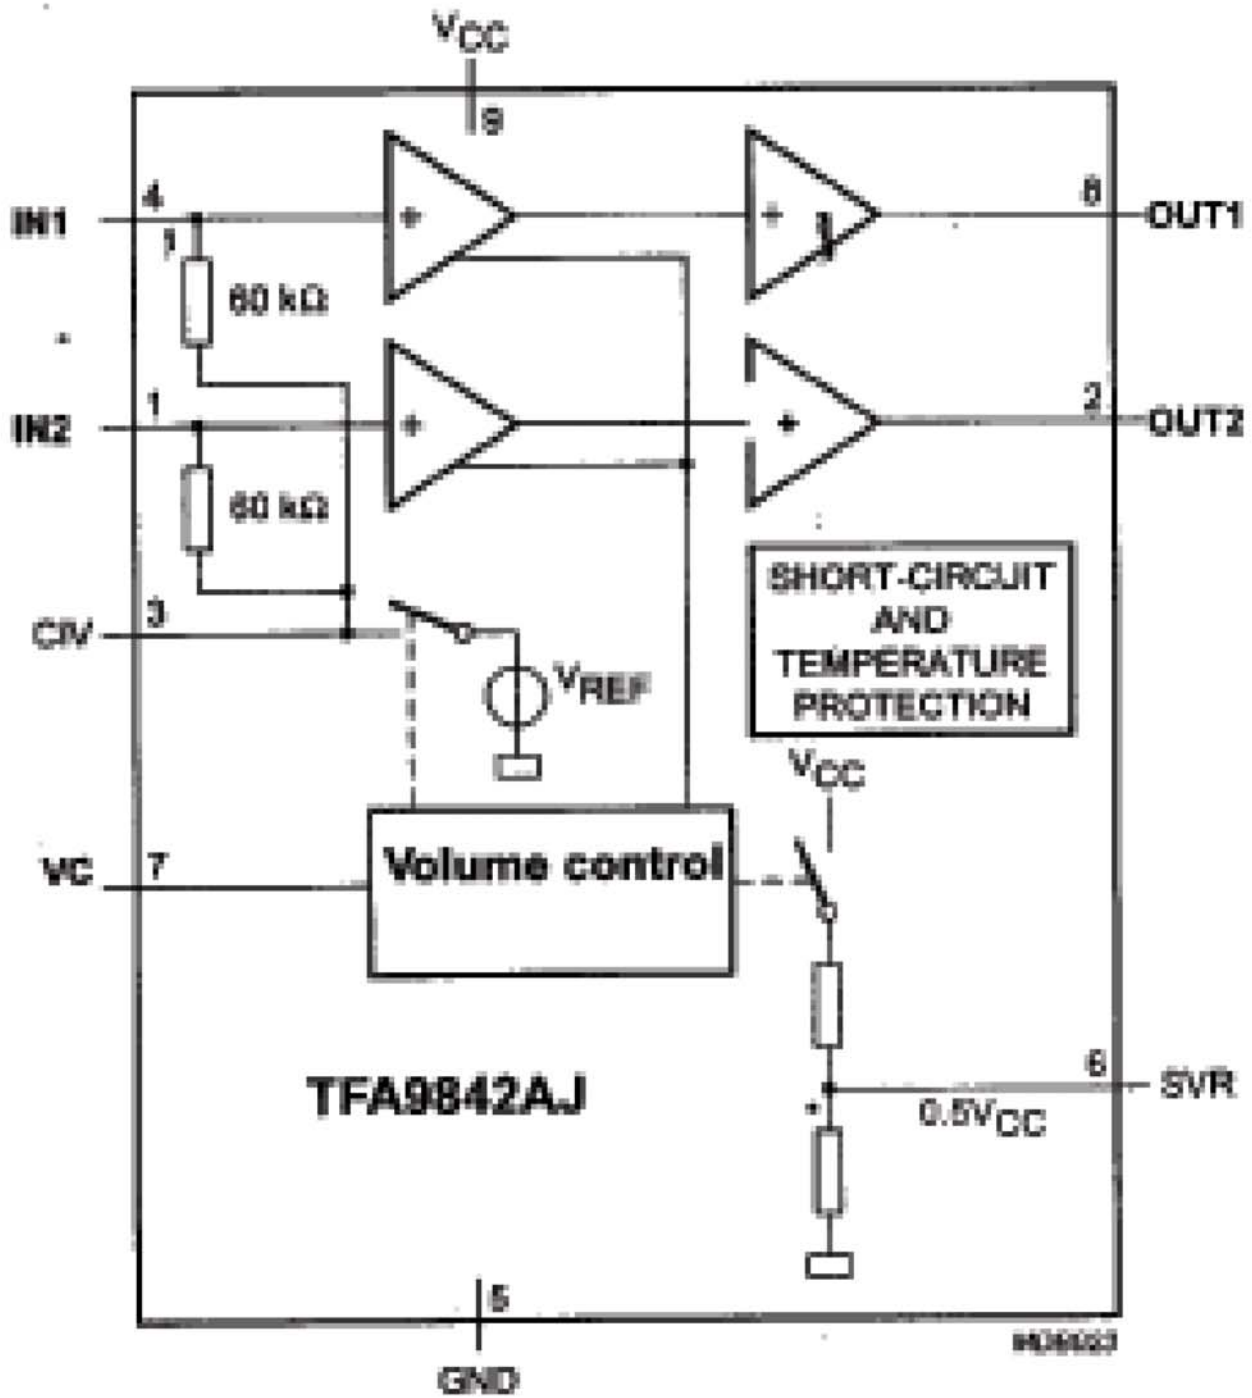 VCC
9
4
8
IN1
OUT1
60 kΩ
1
2
IN2
OUT2
60 kΩ
SHORT-CIRCUIT
AND
TEMPERATURE
PROTECTION
3
CIV
VREF
VCC
VC
7
Volume control
TFA9842AJ
6
SVR
0.5VCC
5
GND